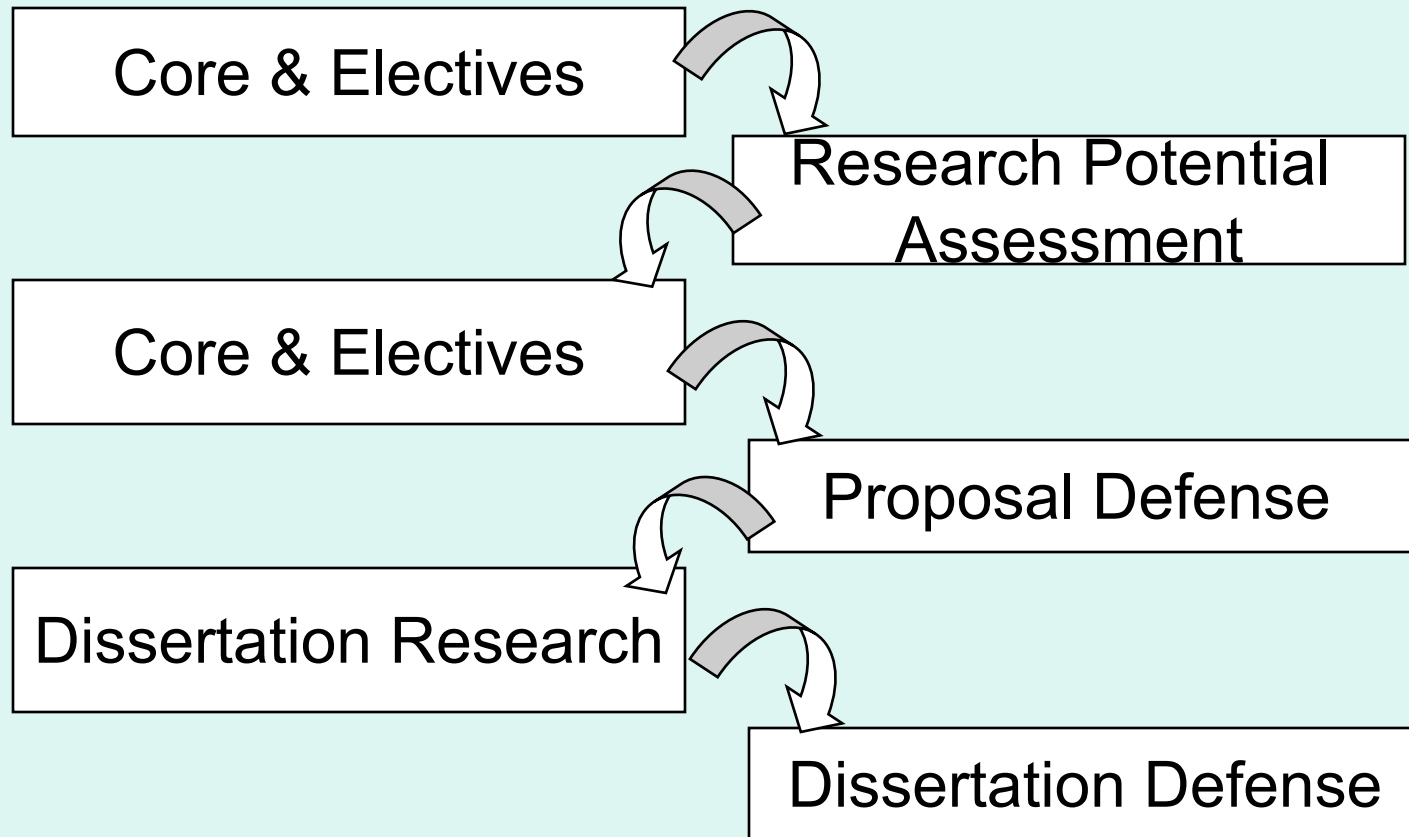 Core & Electives
Research Potential
Assessment
Core & Electives
Proposal Defense
Dissertation Research
Dissertation Defense